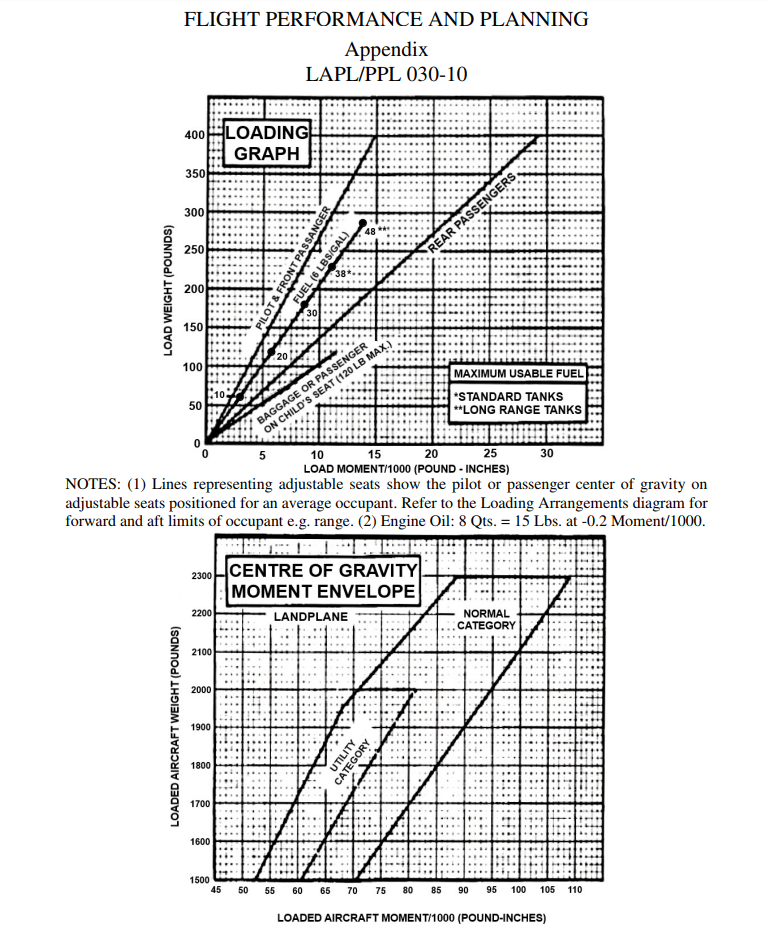 FLIGHT PERFORMANCE AND PLANNING
Appendix
LAPL/PPL 030-10
LOADING
GRAPH
400
350
300
250
200
150
100
50
0
LOAD WEIGHT (POUNDS)
PILOT & FRONT PASSANGER
FUEL (6 LBS/GAL)
REAR PASSENGERS
BAGGAGE OR PASSENGER
ON CHILD'S SEAT (120 LB MAX.)
48 **
38*
30
20
10
MAXIMUM USABLE FUEL
*STANDARD TANKS
**LONG RANGE TANKS
0 5 10 15 20 25 30
LOAD MOMENT/1000 (POUND - INCHES)
NOTES: (1) Lines representing adjustable seats show the pilot or passenger center of gravity on
adjustable seats positioned for an average occupant. Refer to the Loading Arrangements diagram for
forward and aft limits of occupant e.g. range. (2) Engine Oil: 8 Qts. = 15 Lbs. at -0.2 Moment/1000.
CENTRE OF GRAVITY
MOMENT ENVELOPE
LANDPLANE
NORMAL
CATEGORY
UTILITY
CATEGORY
2300
2200
2100
2000
1900
1800
1700
1600
1500
LOADED AIRCRAFT WEIGHT (POUNDS)
45 50 55 60 65 70 75 80 85 90 95 100 105 110
LOADED AIRCRAFT MOMENT/1000 (POUND-INCHES)